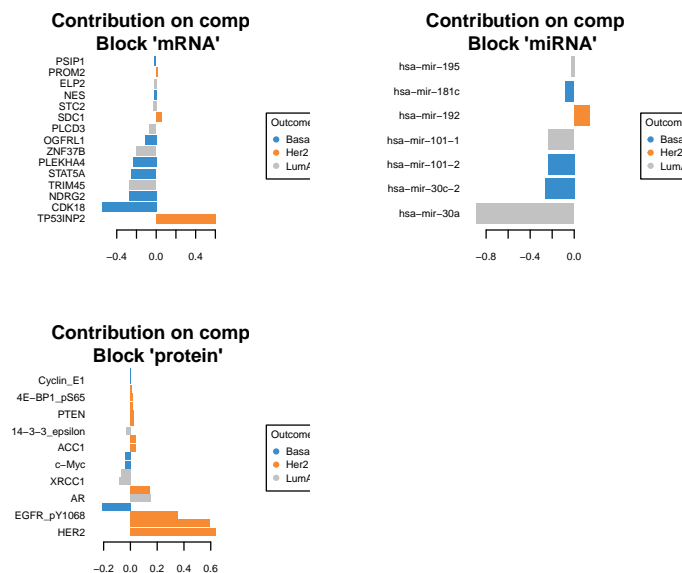 Contribution on comp
Block 'mRNA'
PSIP1
PROM2
ELP2
NES
STC2
SDC1
PLCD3
OGFRL1
ZNF37B
PLEKHA4
STAT5A
TRIM45
NDRG2
CDK18
TP53INP2
−0.4 0.0 0.4
Outcome
Basa
Her2
LumA
Contribution on comp
Block 'miRNA'
hsa−mir−195
hsa−mir−181c
hsa−mir−192
hsa−mir−101−1
hsa−mir−101−2
hsa−mir−30c−2
hsa−mir−30a
−0.8 −0.4 0.0
Outcom
Basa
Her2
LumA
Contribution on comp
Block 'protein'
Cyclin_E1
4E−BP1_pS65
PTEN
14−3−3_epsilon
ACC1
c−Myc
XRCC1
AR
EGFR_pY1068
HER2
−0.2 0.0 0.2 0.4 0.6
Outcome
Basa
Her2
LumA